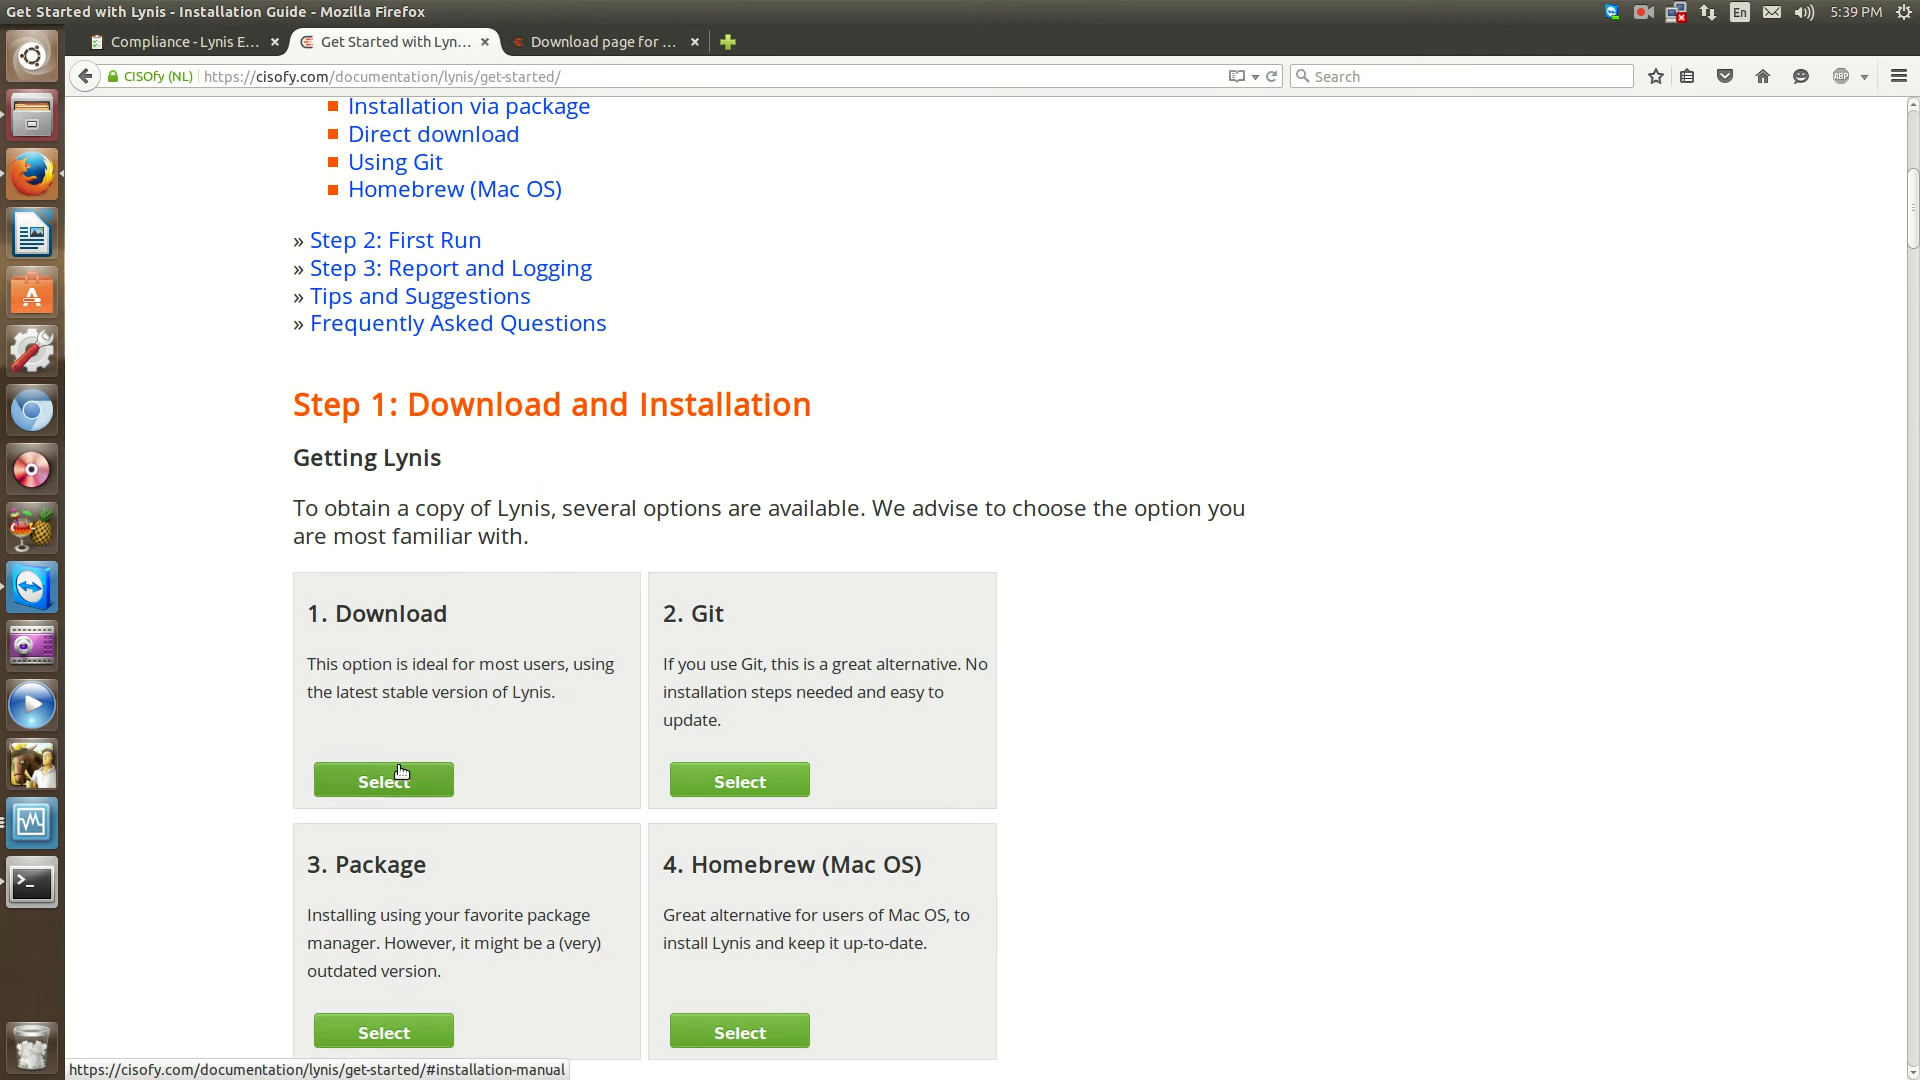 Get Started with Lynis - Installation Guide - Mozilla Firefox
En
5:39 PM
Compliance - Lynis E...
Get Started with Lyn...
Download page for ...
CISOfy (NL)
https://cisofy.com/documentation/lynis/get-started/
Search
ABP
Installation via package
Direct download
Using Git
Homebrew (Mac OS)
» Step 2: First Run
» Step 3: Report and Logging
» Tips and Suggestions
» Frequently Asked Questions
Step 1: Download and Installation
Getting Lynis
To obtain a copy of Lynis, several options are available. We advise to choose the option you
are most familiar with.
1. Download
This option is ideal for most users, using
the latest stable version of Lynis.
Select
2. Git
If you use Git, this is a great alternative. No
installation steps needed and easy to
update.
Select
3. Package
Installing using your favorite package
manager. However, it might be a (very)
outdated version.
Select
4. Homebrew (Mac OS)
Great alternative for users of Mac OS, to
install Lynis and keep it up-to-date.
Select
https://cisofy.com/documentation/lynis/get-started/#installation-manual